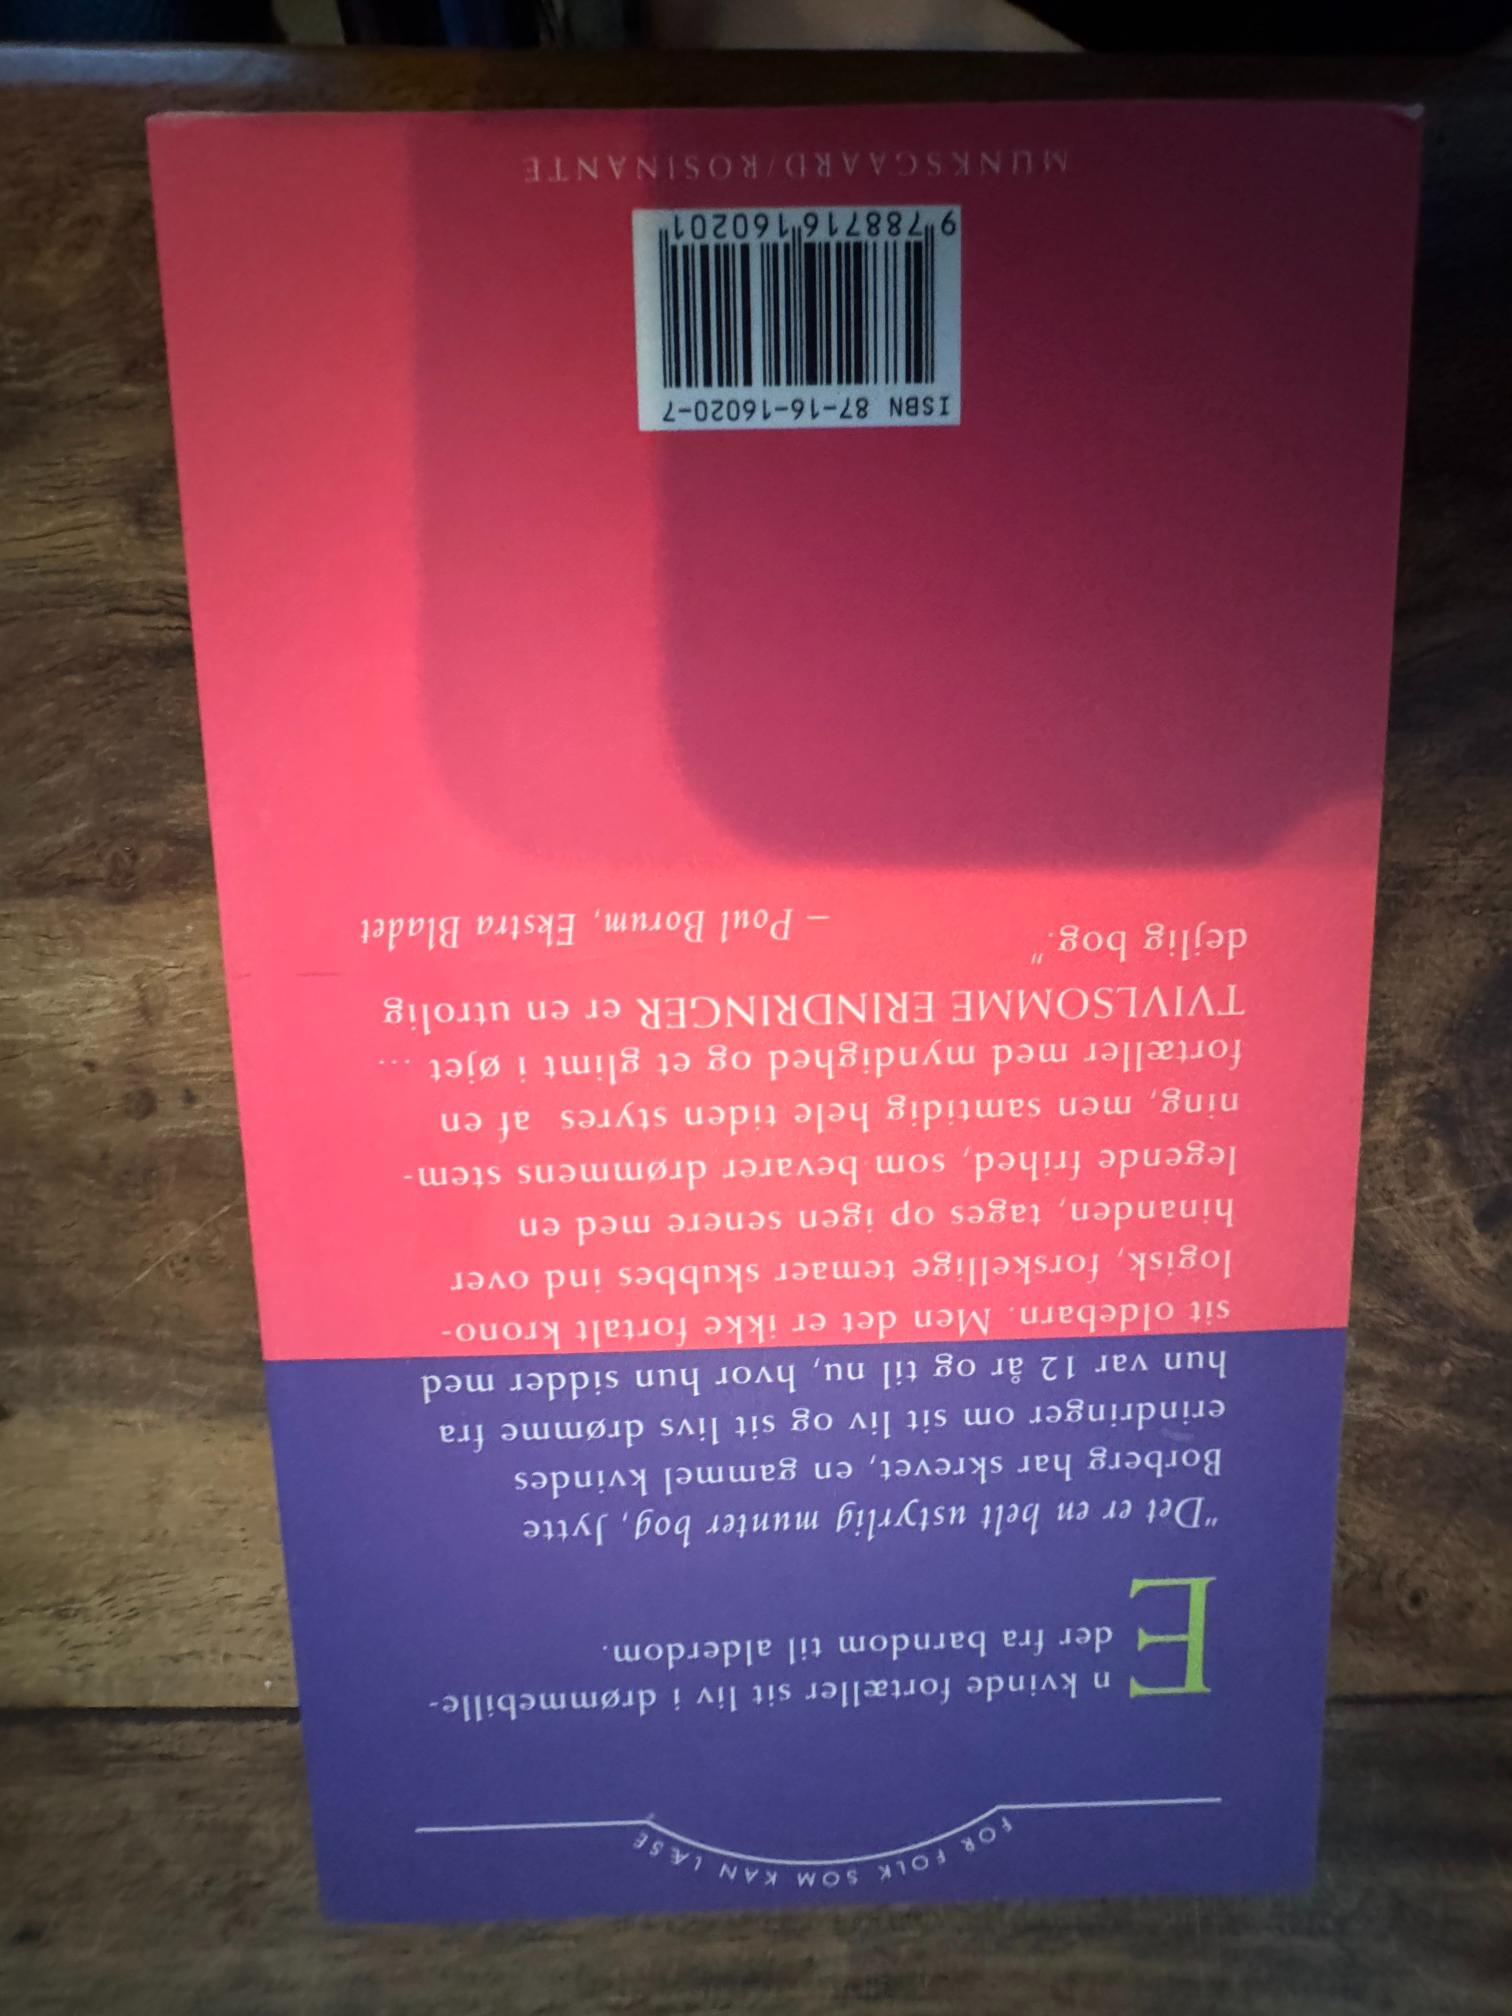 FOR FOLK SOM KAN LÆSE
En kvinde fortæller sit liv i drømmebille-
der fra barndom til alderdom.
"Det er en helt ustyrlig munter bog, Jytte
Borberg har skrevet, en gammel kvindes
erindringer om sit liv og sit livs drømme fra
hun var 12 år og til nu, hvor hun sidder med
sit oldebarn. Men det er ikke fortalt krono-
logisk, forskellige temaer skubbes ind over
hinanden, tages op igen senere med en
legende frihed, som bevarer drømmens stem-
ning, men samtidig hele tiden styres af en
fortæller med myndighed og et glimt i øjet ...
TVIVLSOMME ERINDRINGER er en utrolig
dejlig bog."
– Poul Borum, Ekstra Bladet
ISBN 87-16-16020-7
9 788716 160201
MUNKSGAARD/ROSINANTE